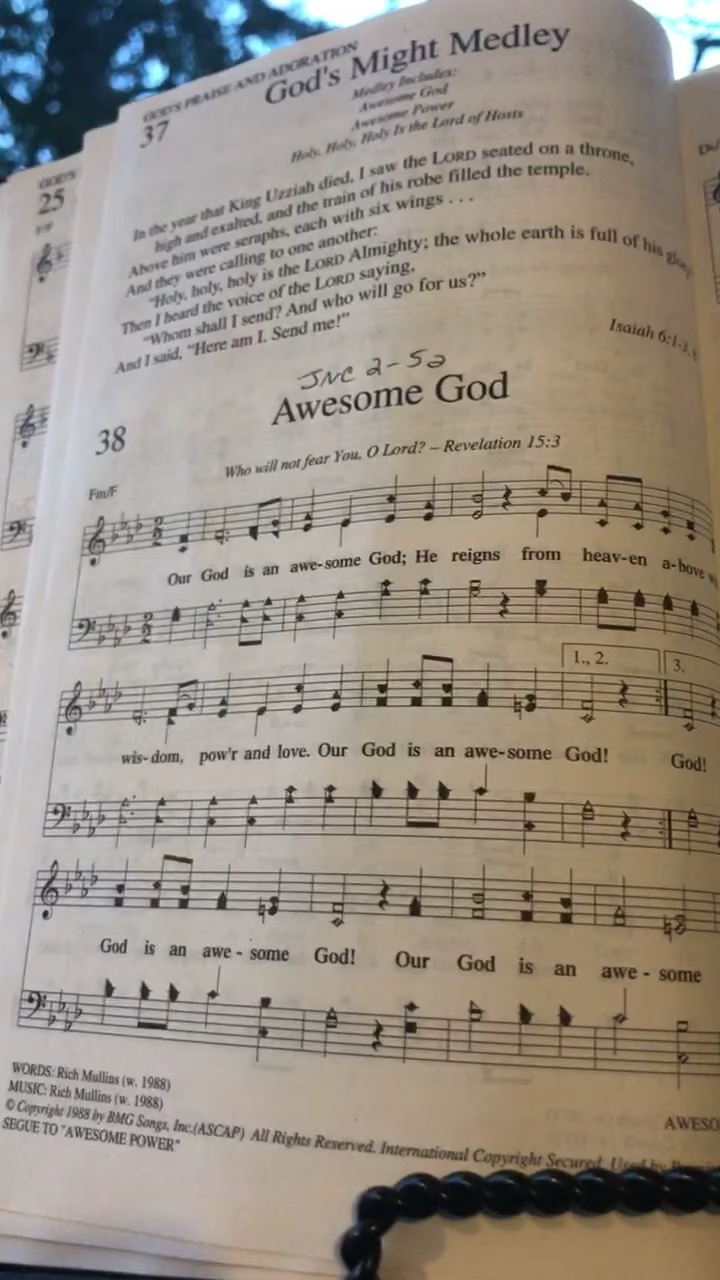 GOD'S PRAISE AND ADORATION
37
God's Might Medley
Medley Includes:
Awesome God
Awesome Power
Holy, Holy, Holy Is the Lord of Hosts
In the year that King Uzziah died, I saw the LORD seated on a throne,
high and exalted, and the train of his robe filled the temple.
Above him were seraphs, each with six wings . . .
And they were calling to one another:
"Holy, holy, holy is the LORD Almighty; the whole earth is full of his glory
Then I heard the voice of the LORD saying,
"Whom shall I send? And who will go for us?"
And I said, "Here am I. Send me!"
Isaiah 6:1-3,
JNC 2-52
38
Awesome God
Who will not fear You, O Lord? – Revelation 15:3
Fm/F
Our God is an awe-some God; He reigns from heav-en a-bove
1., 2.
3.
wis-dom, pow'r and love. Our God is an awe-some God! God!
God is an awe - some God! Our God is an awe - some
WORDS: Rich Mullins (w. 1988)
MUSIC: Rich Mullins (w. 1988)
© Copyright 1988 by BMG Songs, Inc.(ASCAP) All Rights Reserved. International Copyright Secured. Used by
SEGUE TO "AWESOME POWER"
AWESO
GOD'S
25